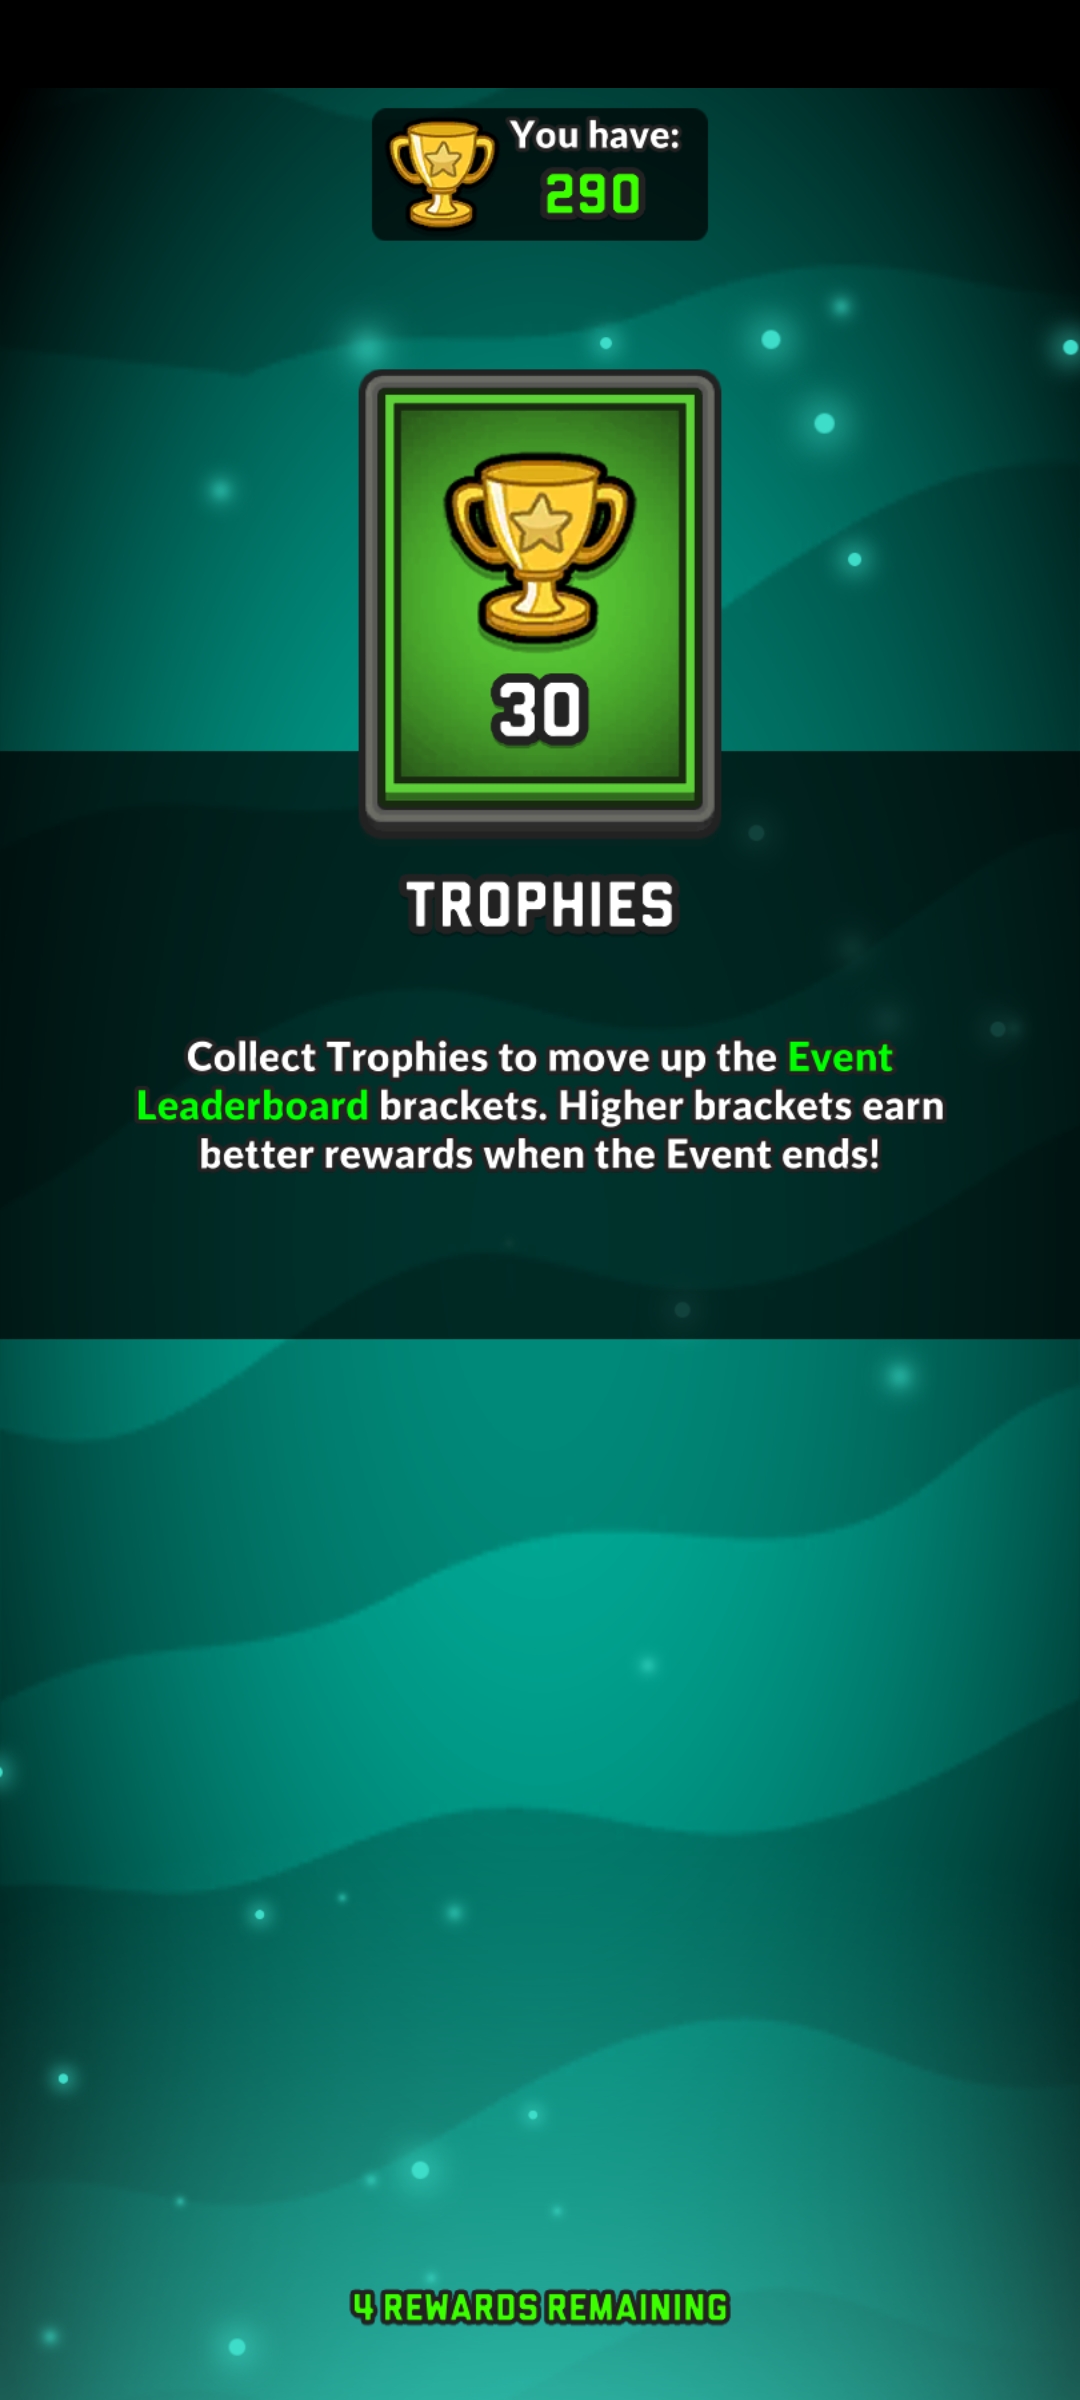 You have:
290
30
TROPHIES
Collect Trophies to move up the Event
Leaderboard brackets. Higher brackets earn
better rewards when the Event ends!
4 REWARDS REMAINING